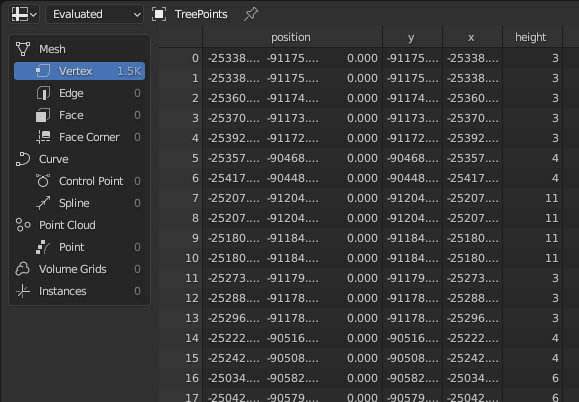 Evaluated TreePoints
Mesh
Vertex 1.5K
Edge 0
Face 0
Face Corner 0
Curve
Control Point 0
Spline 0
Point Cloud
Point 0
Volume Grids 0
Instances 0
position y x height
0 -25338.... -91175.... 0.000 -91175.... -25338.... 3
1 -25338.... -91175.... 0.000 -91175.... -25338.... 3
2 -25360.... -91174.... 0.000 -91174.... -25360.... 3
3 -25370.... -91173.... 0.000 -91173.... -25370.... 3
4 -25392.... -91172.... 0.000 -91172.... -25392.... 3
5 -25357.... -90468.... 0.000 -90468.... -25357.... 4
6 -25417.... -90448.... 0.000 -90448.... -25417.... 4
7 -25207.... -91204.... 0.000 -91204.... -25207.... 11
8 -25207.... -91204.... 0.000 -91204.... -25207.... 11
9 -25180.... -91184.... 0.000 -91184.... -25180.... 11
10 -25180.... -91184.... 0.000 -91184.... -25180.... 11
11 -25273.... -91179.... 0.000 -91179.... -25273.... 3
12 -25288.... -91178.... 0.000 -91178.... -25288.... 3
13 -25296.... -91178.... 0.000 -91178.... -25296.... 3
14 -25222.... -90516.... 0.000 -90516.... -25222.... 4
15 -25242.... -90508.... 0.000 -90508.... -25242.... 4
16 -25034.... -90582.... 0.000 -90582.... -25034.... 6
17 -25042.... -90579.... 0.000 -90579.... -25042.... 6